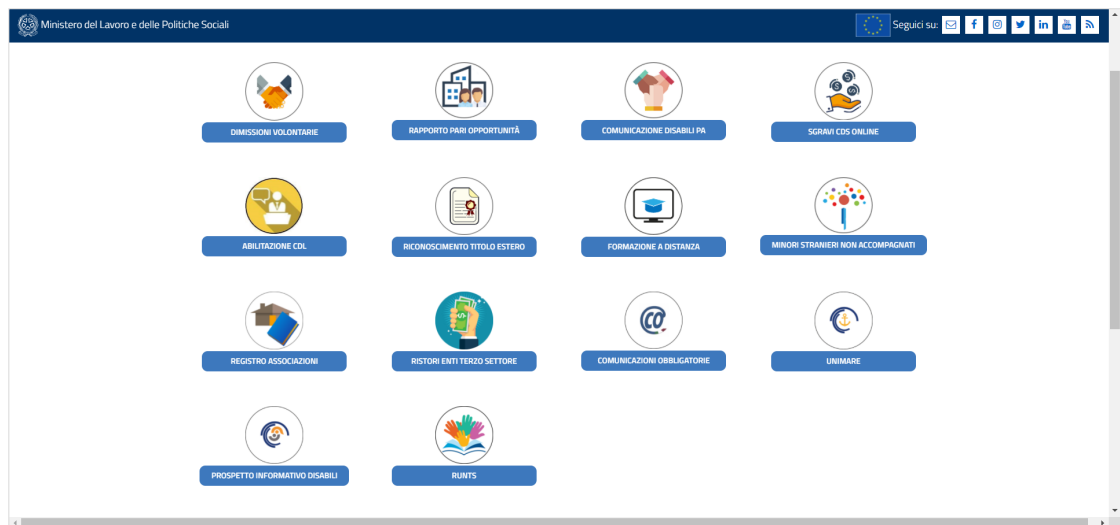 Ministero del Lavoro e delle Politiche Sociali
Seguici su:
DIMISSIONI VOLONTARIE
RAPPORTO PARI OPPORTUNITÀ
COMUNICAZIONE DISABILI PA
SGRAVI CDS ONLINE
ABILITAZIONE CDL
RICONOSCIMENTO TITOLO ESTERO
FORMAZIONE A DISTANZA
MINORI STRANIERI NON ACCOMPAGNATI
REGISTRO ASSOCIAZIONI
RISTORI ENTI TERZO SETTORE
COMUNICAZIONI OBBLIGATORIE
UNIMARE
PROSPETTO INFORMATIVO DISABILI
RUNTS